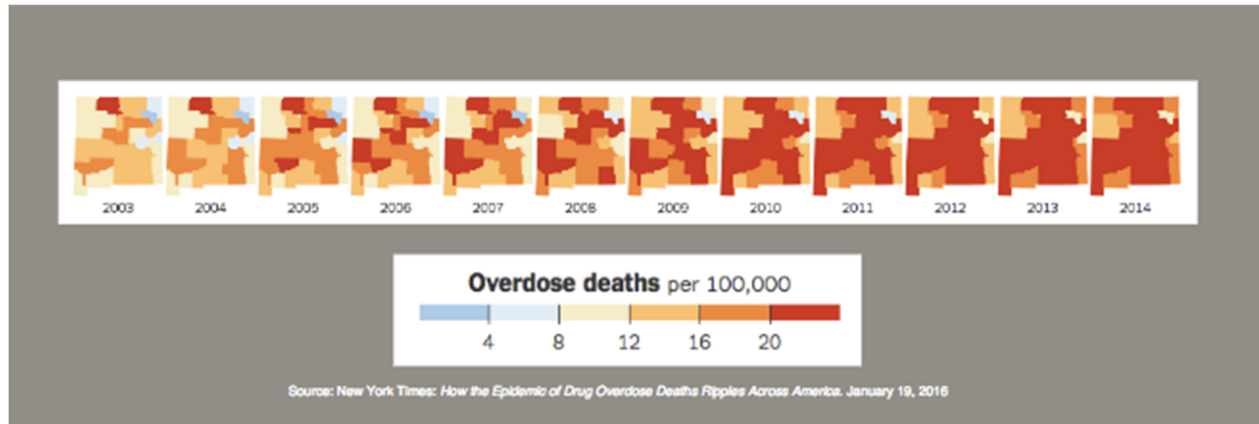 2003 2004 2005 2006 2007 2008 2009 2010 2011 2012 2013 2014
Overdose deaths per 100,000
4 8 12 16 20
Source: New York Times: How the Epidemic of Drug Overdose Deaths Ripples Across America. January 19, 2016